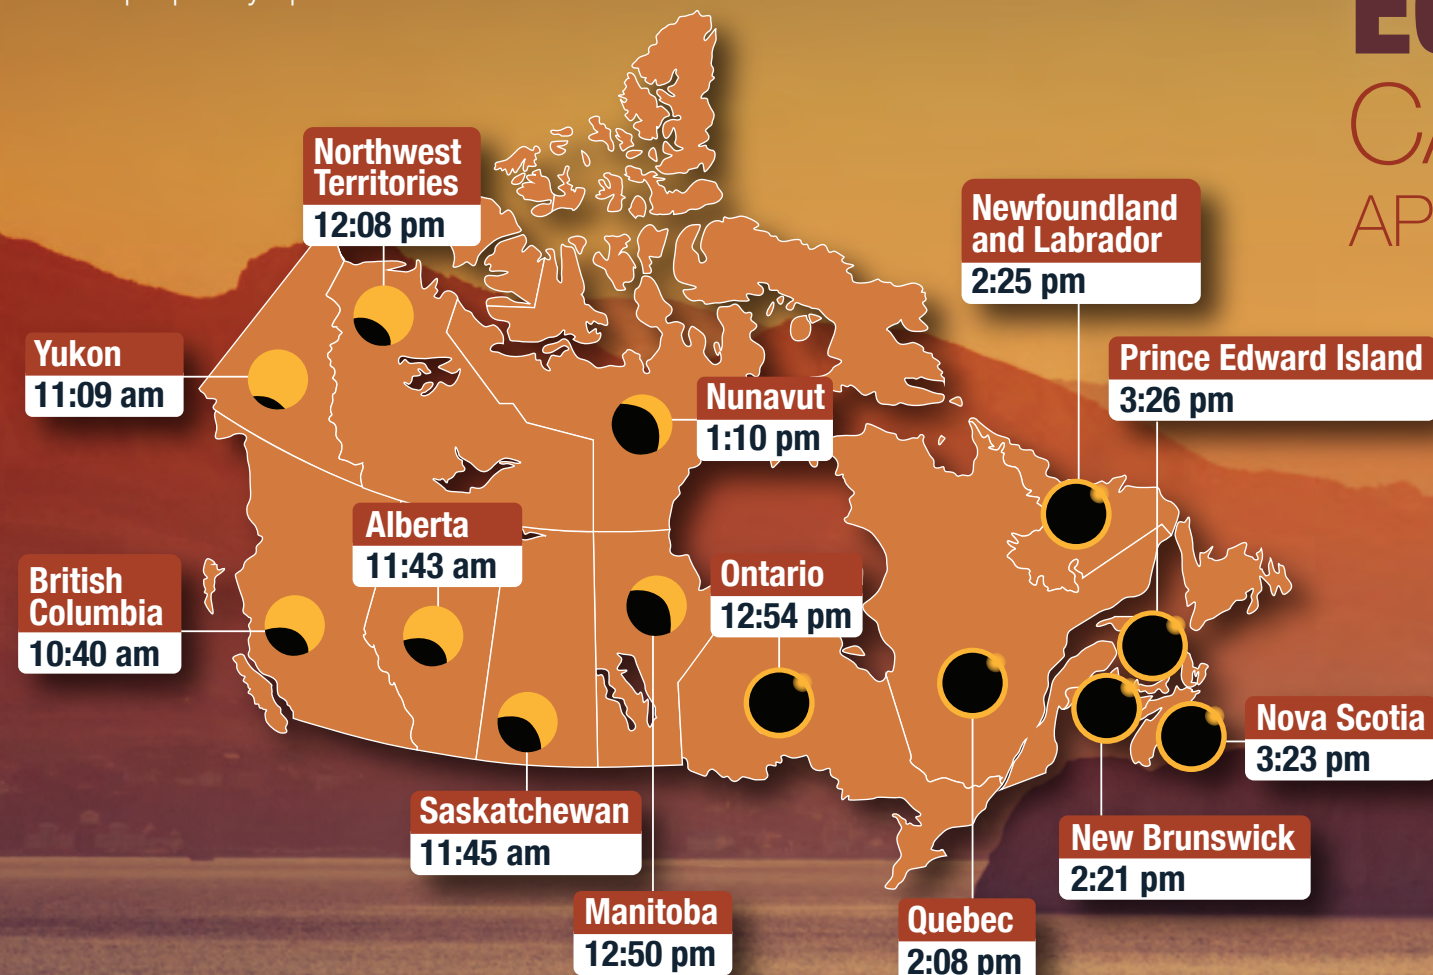 Northwest
Territories
12:08 pm
Newfoundland
and Labrador
2:25 pm
Yukon
11:09 am
Prince Edward Island
3:26 pm
Nunavut
1:10 pm
Alberta
11:43 am
British
Columbia
10:40 am
Ontario
12:54 pm
Nova Scotia
3:23 pm
Saskatchewan
11:45 am
New Brunswick
2:21 pm
Manitoba
12:50 pm
Quebec
2:08 pm